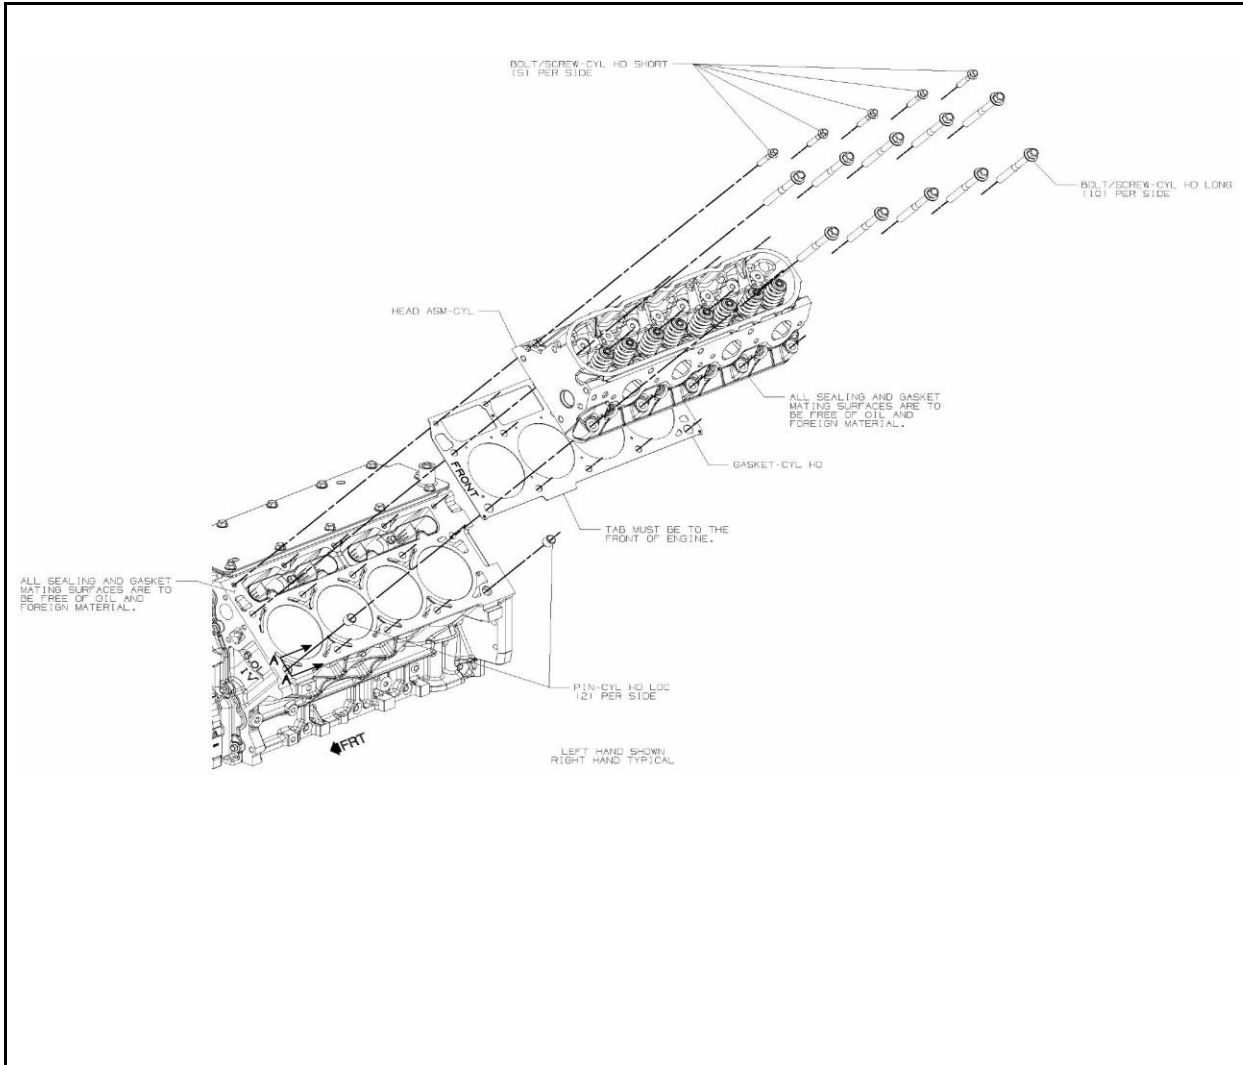 BOLT/SCREW-CYL HD SHORT
(5) PER SIDE
BOLT/SCREW-CYL HD LONG
(10) PER SIDE
HEAD ASM-CYL
ALL SEALING AND GASKET
MATING SURFACES ARE TO
BE FREE OF OIL AND
FOREIGN MATERIAL.
GASKET-CYL HD
FRONT
TAB MUST BE TO THE
FRONT OF ENGINE.
ALL SEALING AND GASKET
MATING SURFACES ARE TO
BE FREE OF OIL AND
FOREIGN MATERIAL.
A
A
PIN-CYL HD LOC
(2) PER SIDE
FRT
LEFT HAND SHOWN
RIGHT HAND TYPICAL